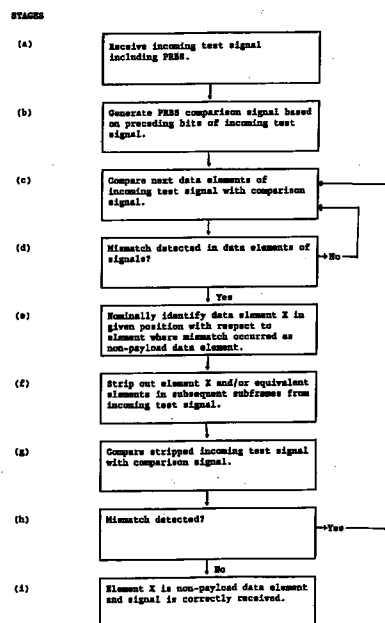 STAGES
(a)
Receive incoming test signal
including PRBS.
(b)
Generate PRBS comparison signal based
on preceding bits of incoming test
signal.
(c)
Compare next data elements of
incoming test signal with comparison
signal.
(d)
Mismatch detected in data elements of
signals?
No
Yes
(e)
Nominally identify data element X in
given position with respect to
element where mismatch occurred as
non-payload data element.
(f)
Strip out element X and/or equivalent
elements in subsequent subframes from
incoming test signal.
(g)
Compare stripped incoming test signal
with comparison signal.
(h)
Mismatch detected?
Yes
No
(i)
Element X is non-payload data element
and signal is correctly received.